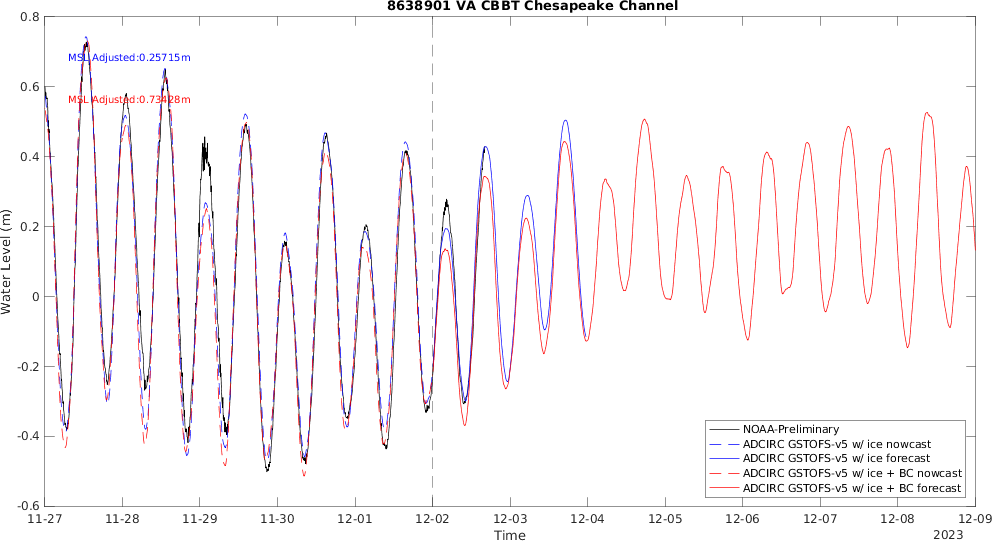 8638901 VA CBBT Chesapeake Channel
0.8
MSL Adjusted:0.25715m
0.6
MSL Adjusted:0.73428m
0.4
0.2
0
-0.2
-0.4
-0.6
Water Level (m)
NOAA-Preliminary
ADCIRC GSTOFS-v5 w/ ice nowcast
ADCIRC GSTOFS-v5 w/ ice forecast
ADCIRC GSTOFS-v5 w/ ice + BC nowcast
ADCIRC GSTOFS-v5 w/ ice + BC forecast
11-27 11-28 11-29 11-30 12-01 12-02 12-03 12-04 12-05 12-06 12-07 12-08 12-09
Time
2023